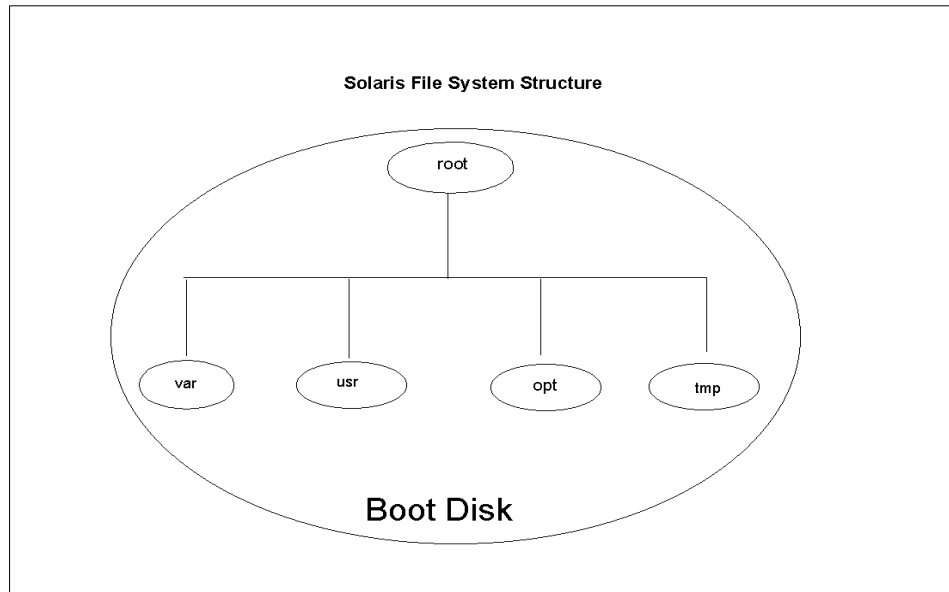 Solaris File System Structure
root
var
usr
opt
tmp
Boot Disk